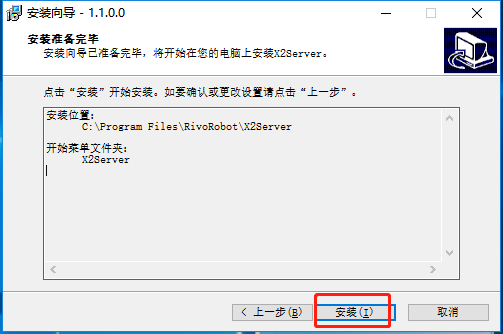 安装向导 - 1.1.0.0
安装准备完毕
安装向导已准备完毕，将开始在您的电脑上安装X2Server。
点击“安装”开始安装。如要确认或更改设置请点击“上一步”。
安装位置：
C:\Program Files\RivoRobot\X2Server
开始菜单文件夹：
X2Server
< 上一步(B)
安装(I)
取消